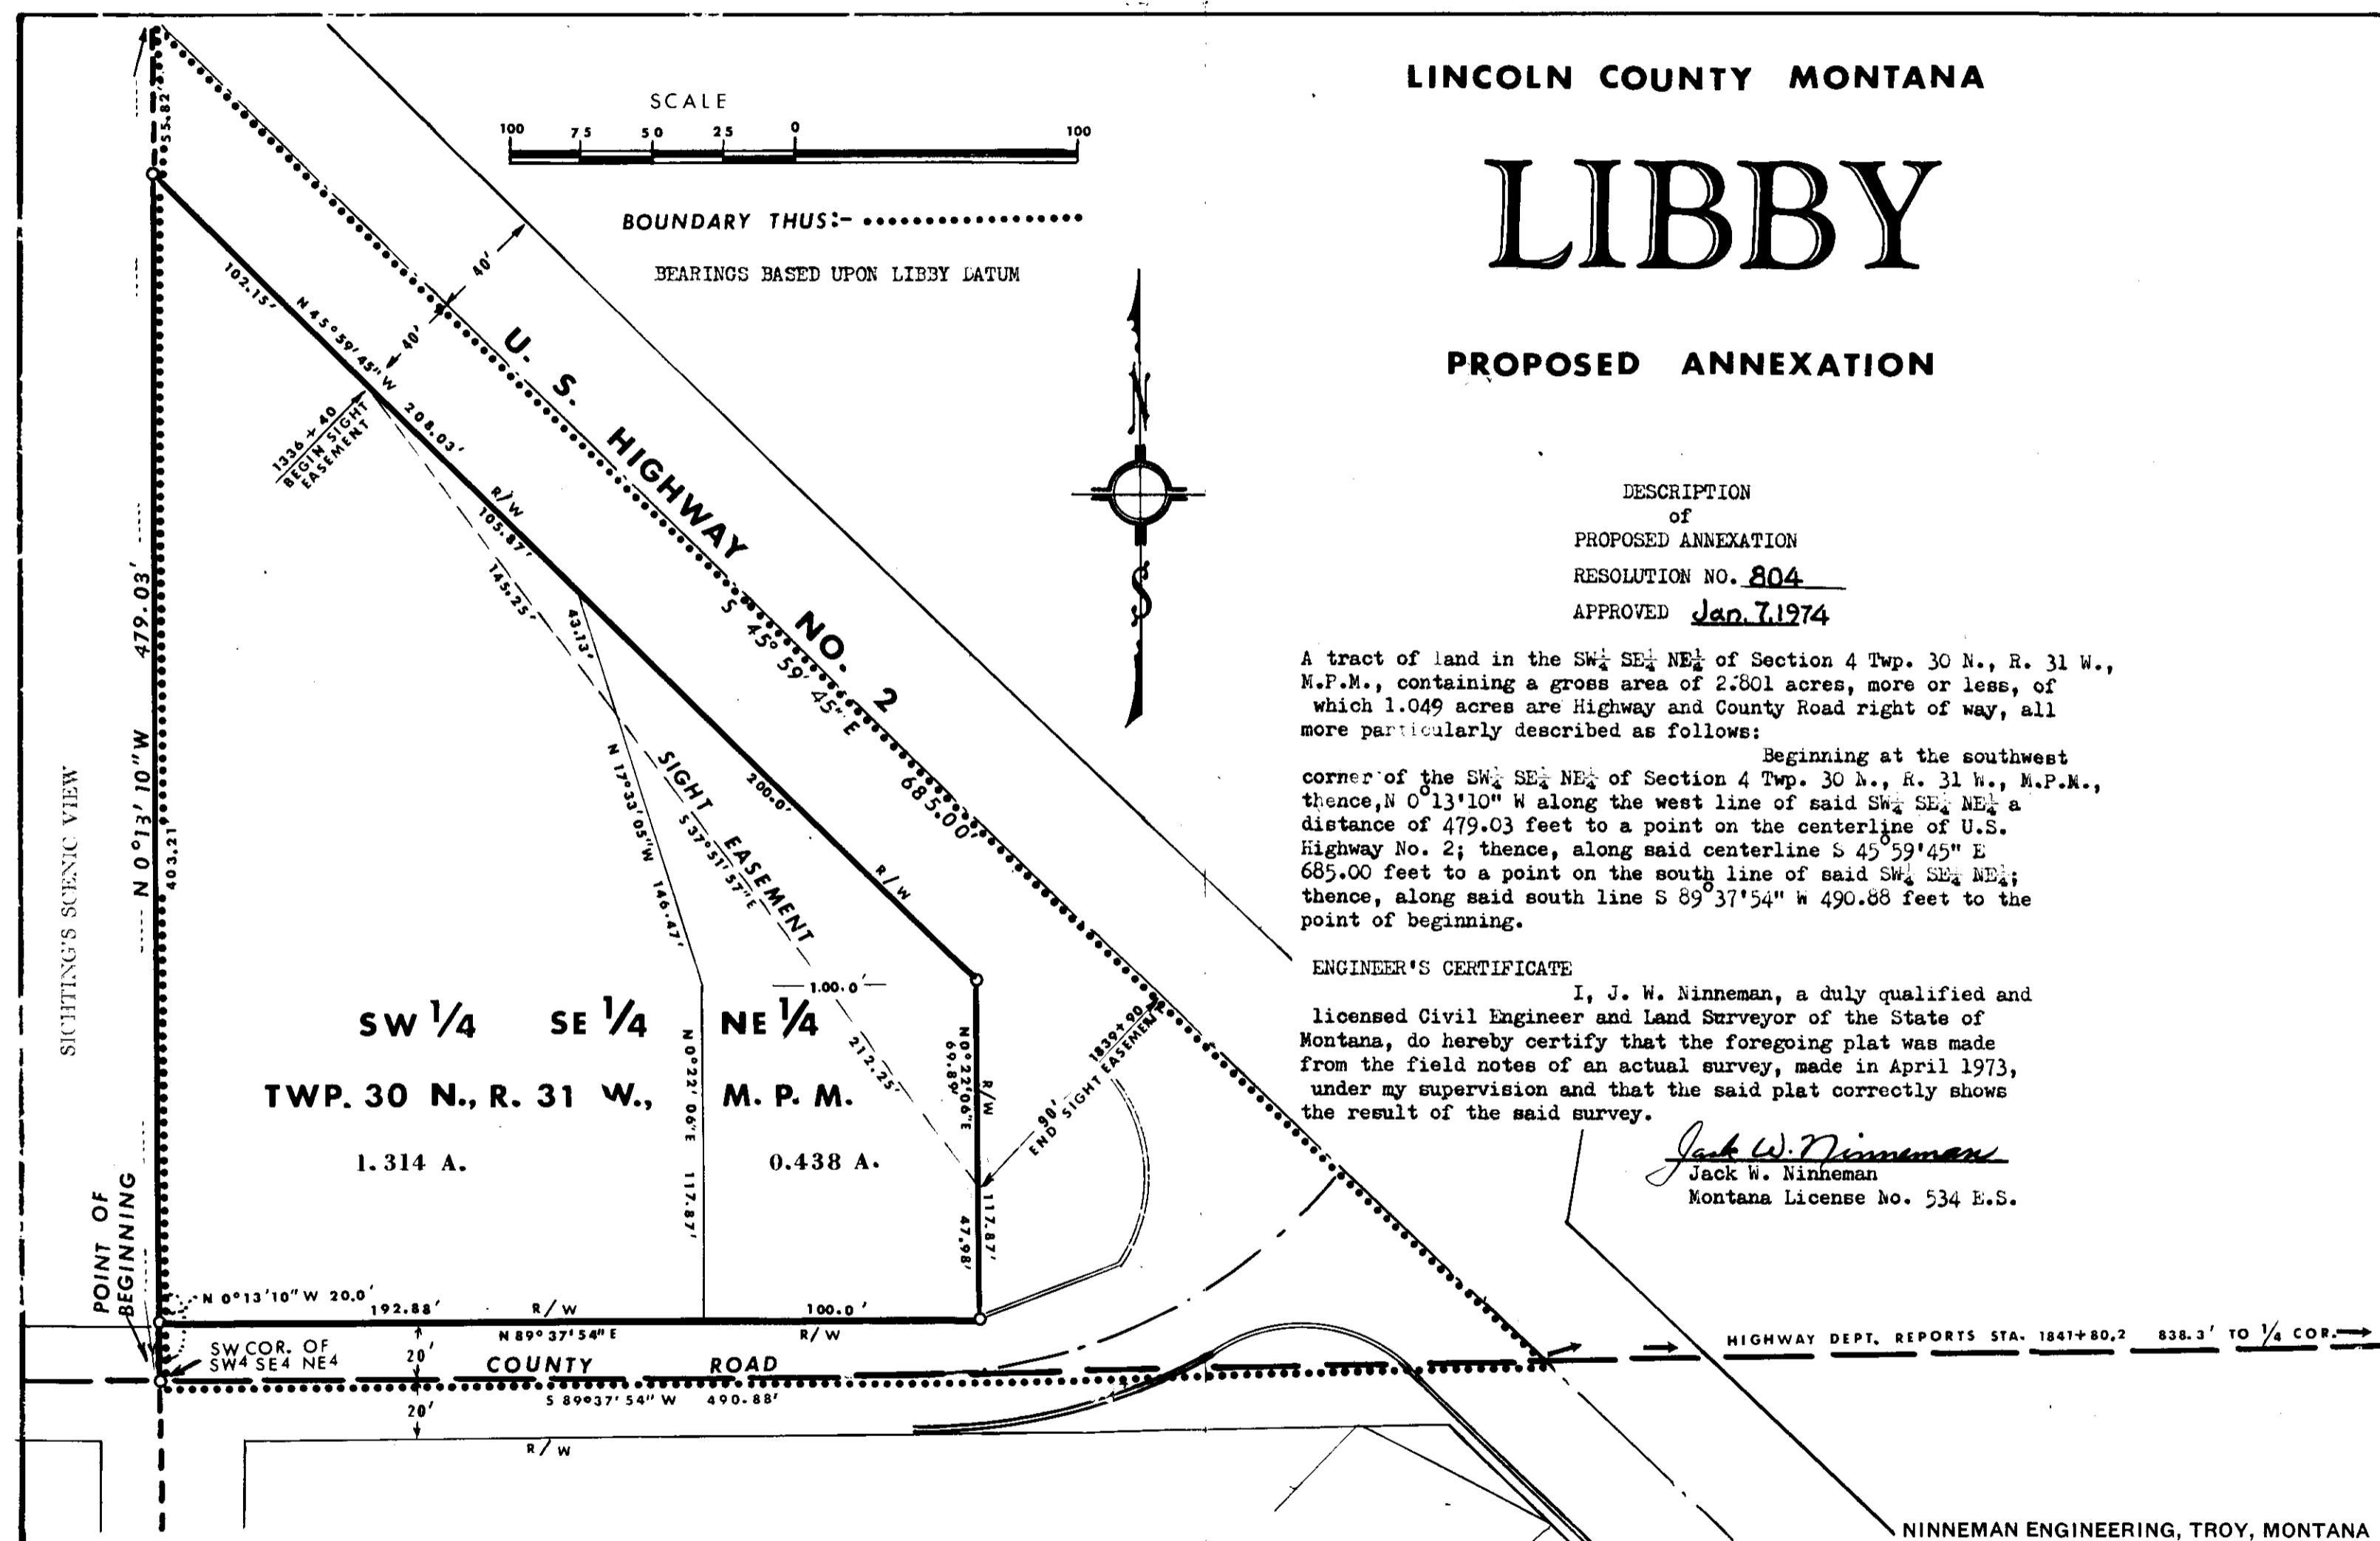 LINCOLN COUNTY MONTANA
LIBBY
PROPOSED ANNEXATION
SCALE
100 75 50 25 0 100
BOUNDARY THUS:-
BEARINGS BASED UPON LIBBY DATUM
N
S
DESCRIPTION
of
PROPOSED ANNEXATION
RESOLUTION NO. 804
APPROVED Jan. 7, 1974
A tract of land in the SW¼ SE¼ NE¼ of Section 4 Twp. 30 N., R. 31 W.,
M.P.M., containing a gross area of 2.801 acres, more or less, of
which 1.049 acres are Highway and County Road right of way, all
more particularly described as follows:
Beginning at the southwest
corner of the SW¼ SE¼ NE¼ of Section 4 Twp. 30 N., R. 31 W., M.P.M.,
thence, N 0°13'10" W along the west line of said SW¼ SE¼ NE¼ a
distance of 479.03 feet to a point on the centerline of U.S.
Highway No. 2; thence, along said centerline S 45°59'45" E
685.00 feet to a point on the south line of said SW¼ SE¼ NE¼;
thence, along said south line S 89°37'54" W 490.88 feet to the
point of beginning.
ENGINEER'S CERTIFICATE
I, J. W. Ninneman, a duly qualified and
licensed Civil Engineer and Land Surveyor of the State of
Montana, do hereby certify that the foregoing plat was made
from the field notes of an actual survey, made in April 1973,
under my supervision and that the said plat correctly shows
the result of the said survey.
Jack W. Ninneman
Jack W. Ninneman
Montana License No. 534 E.S.
55.82'
102.15'
N 45°59'45" W
208.03'
40'
40'
1336 + 40
BEGIN SIGHT
EASEMENT
R/W
105.87'
145.25'
43.13'
U. S. HIGHWAY NO. 2
S 45° 59' 45" E
685.00'
479.03'
N 0°13'10" W
403.21'
SICHTING'S SCENIC VIEW
N 17°33'05" W 146.47'
SIGHT EASEMENT
S 37°51'57" E
200.0'
R/W
1.00.0'
SW 1/4 SE 1/4 NE 1/4
TWP. 30 N., R. 31 W., M. P. M.
1.314 A.
0.438 A.
N 0°22'06" E 117.87'
212.25'
N 0°22'06" E
69.89'
R/W
117.87'
47.98'
1839+90
90'
END SIGHT EASEMENT
POINT OF
BEGINNING
N 0°13'10" W 20.0'
192.88'
R/W
100.0'
N 89° 37'54" E
R/W
SW COR. OF
SW4 SE4 NE4
20'
COUNTY ROAD
S 89°37'54" W 490.88'
20'
R/W
HIGHWAY DEPT. REPORTS STA. 1841+80.2 838.3' TO 1/4 COR.
NINNEMAN ENGINEERING, TROY, MONTANA